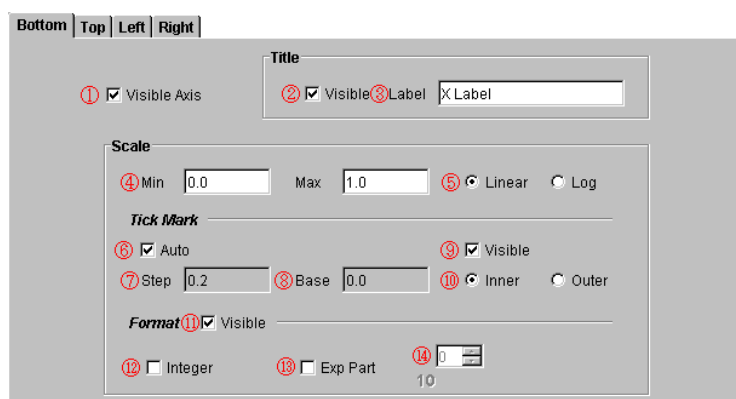 Bottom Top Left Right
Title
① Visible Axis ② Visible ③ Label X Label
Scale
④ Min 0.0 Max 1.0 ⑤ Linear Log
Tick Mark
⑥ Auto ⑨ Visible
⑦ Step 0.2 ⑧ Base 0.0 ⑩ Inner Outer
Format ⑪ Visible
⑫ Integer ⑬ Exp Part ⑭ 0
10